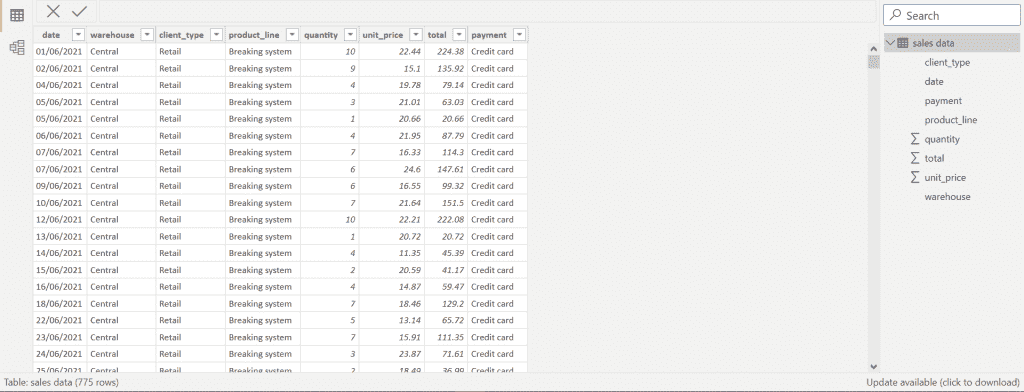 Search
date warehouse client_type product_line quantity unit_price total payment
01/06/2021 Central Retail Breaking system 10 22.44 224.38 Credit card
02/06/2021 Central Retail Breaking system 9 15.1 135.92 Credit card
04/06/2021 Central Retail Breaking system 4 19.78 79.14 Credit card
05/06/2021 Central Retail Breaking system 3 21.01 63.03 Credit card
05/06/2021 Central Retail Breaking system 1 20.66 20.66 Credit card
06/06/2021 Central Retail Breaking system 4 21.95 87.79 Credit card
07/06/2021 Central Retail Breaking system 7 16.33 114.3 Credit card
07/06/2021 Central Retail Breaking system 6 24.6 147.61 Credit card
09/06/2021 Central Retail Breaking system 6 16.55 99.32 Credit card
10/06/2021 Central Retail Breaking system 7 21.64 151.5 Credit card
12/06/2021 Central Retail Breaking system 10 22.21 222.08 Credit card
13/06/2021 Central Retail Breaking system 1 20.72 20.72 Credit card
14/06/2021 Central Retail Breaking system 4 11.35 45.39 Credit card
15/06/2021 Central Retail Breaking system 2 20.59 41.17 Credit card
16/06/2021 Central Retail Breaking system 4 14.87 59.47 Credit card
18/06/2021 Central Retail Breaking system 7 18.46 129.2 Credit card
22/06/2021 Central Retail Breaking system 5 13.14 65.72 Credit card
23/06/2021 Central Retail Breaking system 7 15.91 111.35 Credit card
24/06/2021 Central Retail Breaking system 3 23.87 71.61 Credit card
25/06/2021 Central Retail Breaking system 2 18.49 36.99 Credit card
sales data
client_type
date
payment
product_line
∑ quantity
∑ total
∑ unit_price
warehouse
Table: sales data (775 rows)
Update available (click to download)